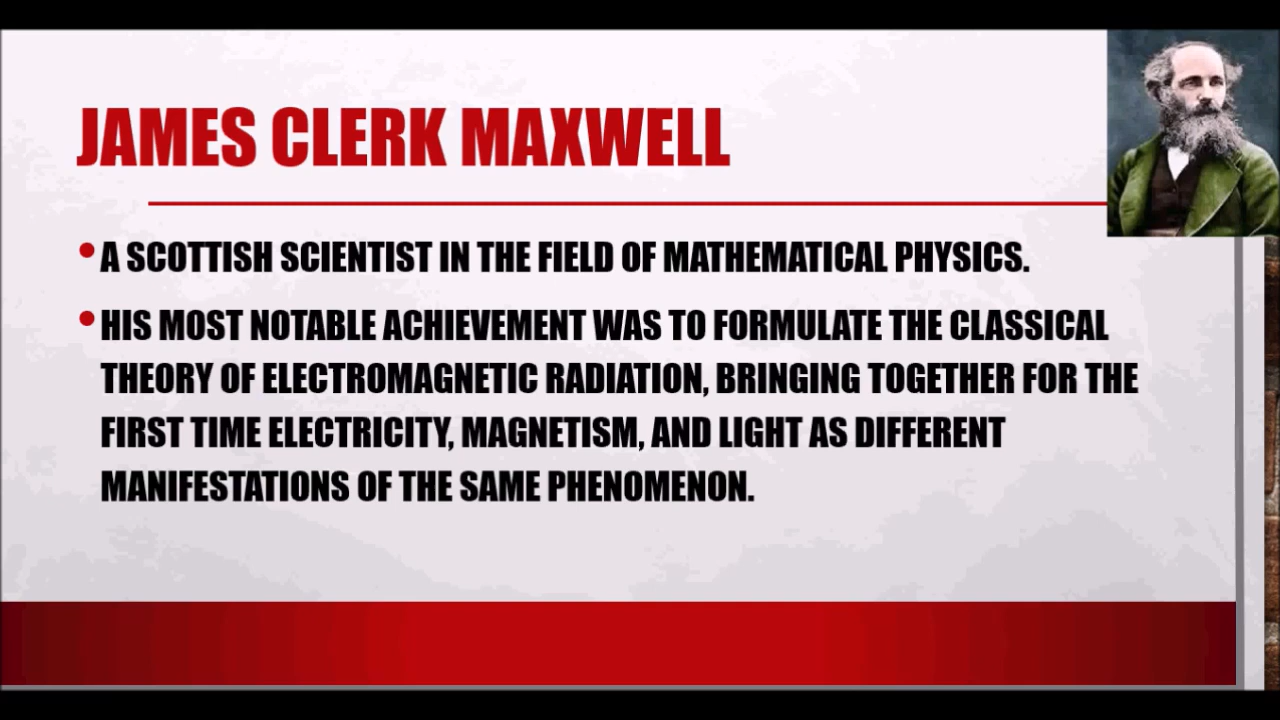 JAMES CLERK MAXWELL
• A SCOTTISH SCIENTIST IN THE FIELD OF MATHEMATICAL PHYSICS.
• HIS MOST NOTABLE ACHIEVEMENT WAS TO FORMULATE THE CLASSICAL
THEORY OF ELECTROMAGNETIC RADIATION, BRINGING TOGETHER FOR THE
FIRST TIME ELECTRICITY, MAGNETISM, AND LIGHT AS DIFFERENT
MANIFESTATIONS OF THE SAME PHENOMENON.